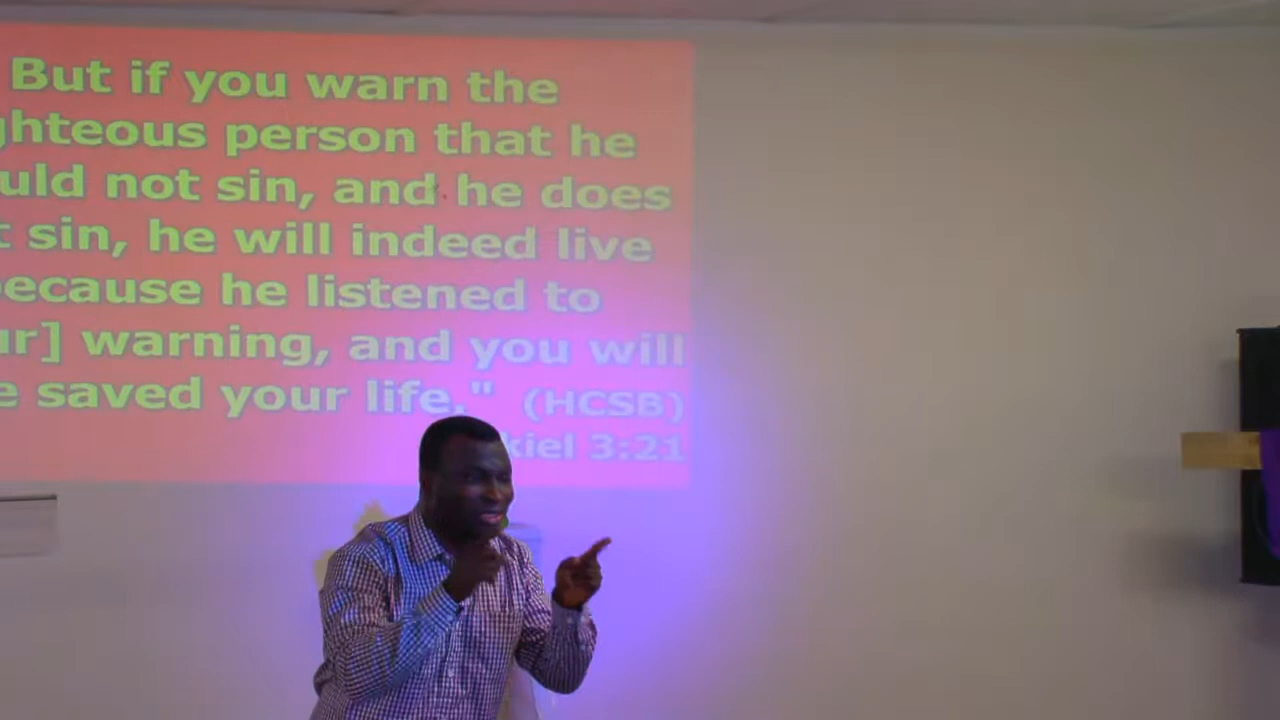 But if you warn the
ghteous person that he
uld not sin, and he does
t sin, he will indeed live
ecause he listened to
ur] warning, and you will
e saved your life." (HCSB)
kiel 3:21